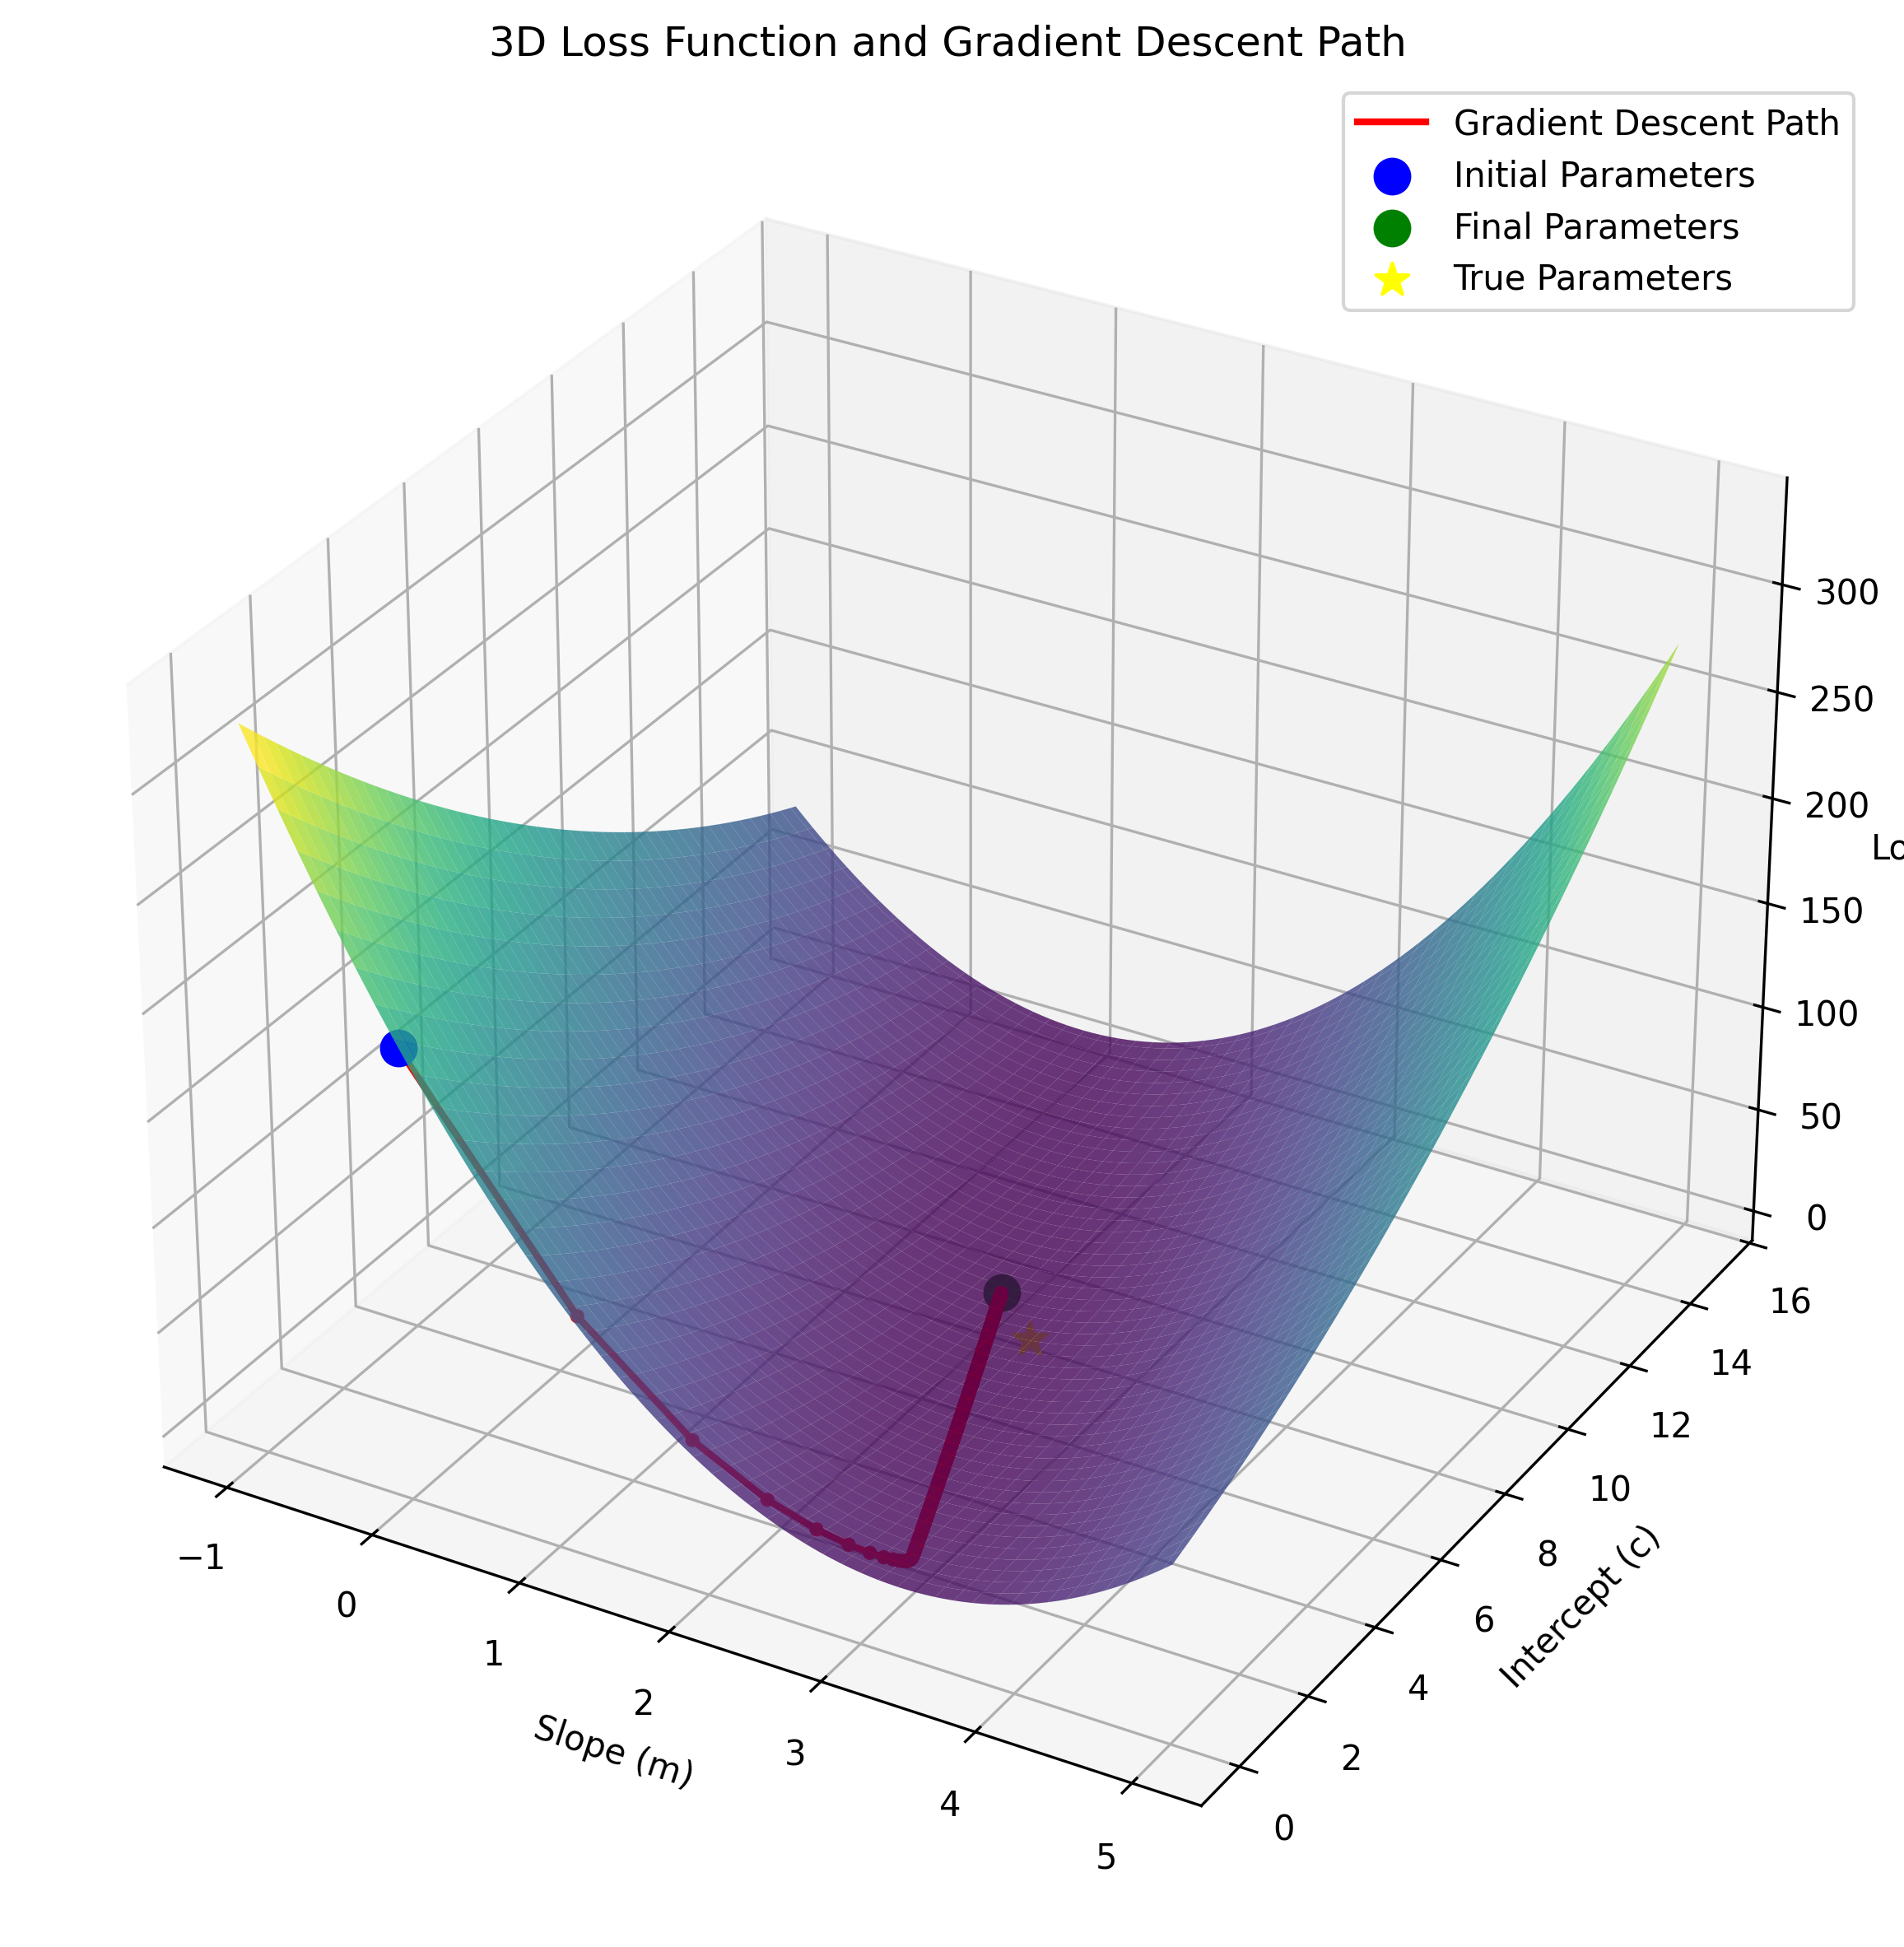 3D Loss Function and Gradient Descent Path
Gradient Descent Path
Initial Parameters
Final Parameters
True Parameters
300
250
200
Lo
150
100
50
0
16
14
12
10
8
6
4
2
0
Intercept (c)
−1
0
1
2
3
4
5
Slope (m)